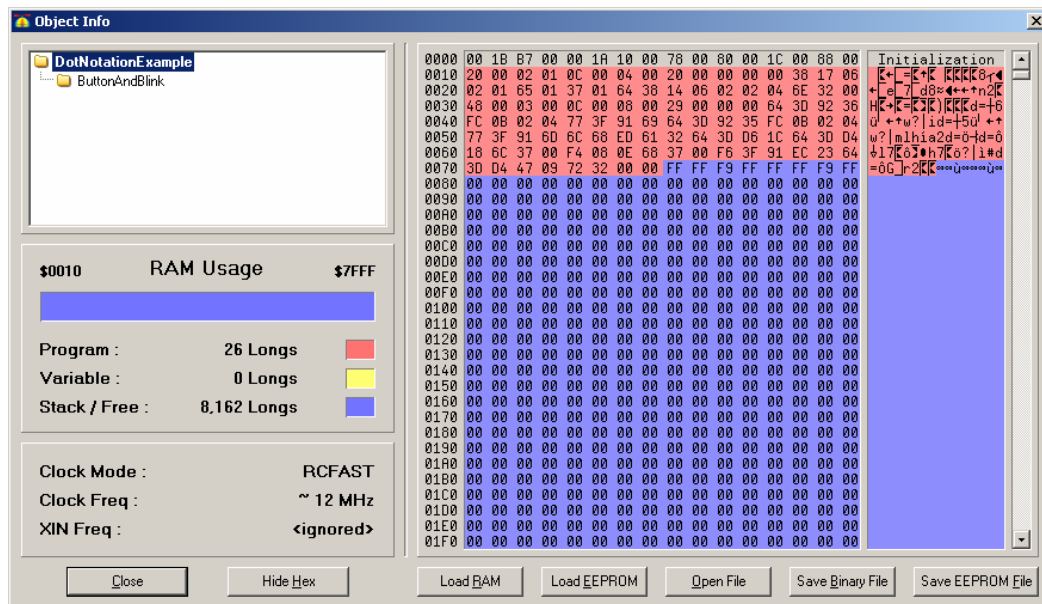 Object Info
DotNotationExample
ButtonAndBlink
$0010 RAM Usage $7FFF
Program : 26 Longs
Variable : 0 Longs
Stack / Free : 8,162 Longs
Clock Mode : RCFAST
Clock Freq : ~ 12 MHz
XIN Freq : <ignored>
0000 00 1B B7 00 00 1A 10 00 78 00 80 00 1C 00 88 00 Initialization
0010 20 00 02 01 0C 00 04 00 20 00 00 00 00 38 17 06
0020 02 01 65 01 37 01 64 38 14 06 02 02 04 6E 32 00
0030 48 00 03 00 0C 00 08 00 29 00 00 00 64 3D 92 36
0040 FC 0B 02 04 77 3F 91 69 64 3D 92 35 FC 0B 02 04
0050 77 3F 91 6D 6C 68 ED 61 32 64 3D D6 1C 64 3D D4
0060 18 6C 37 00 F4 08 0E 68 37 00 F6 3F 91 EC 23 64
0070 3D D4 47 09 72 32 00 00 FF FF F9 FF FF FF F9 FF
0080 00 00 00 00 00 00 00 00 00 00 00 00 00 00 00 00
0090 00 00 00 00 00 00 00 00 00 00 00 00 00 00 00 00
00A0 00 00 00 00 00 00 00 00 00 00 00 00 00 00 00 00
00B0 00 00 00 00 00 00 00 00 00 00 00 00 00 00 00 00
00C0 00 00 00 00 00 00 00 00 00 00 00 00 00 00 00 00
00D0 00 00 00 00 00 00 00 00 00 00 00 00 00 00 00 00
00E0 00 00 00 00 00 00 00 00 00 00 00 00 00 00 00 00
00F0 00 00 00 00 00 00 00 00 00 00 00 00 00 00 00 00
0100 00 00 00 00 00 00 00 00 00 00 00 00 00 00 00 00
0110 00 00 00 00 00 00 00 00 00 00 00 00 00 00 00 00
0120 00 00 00 00 00 00 00 00 00 00 00 00 00 00 00 00
0130 00 00 00 00 00 00 00 00 00 00 00 00 00 00 00 00
0140 00 00 00 00 00 00 00 00 00 00 00 00 00 00 00 00
0150 00 00 00 00 00 00 00 00 00 00 00 00 00 00 00 00
0160 00 00 00 00 00 00 00 00 00 00 00 00 00 00 00 00
0170 00 00 00 00 00 00 00 00 00 00 00 00 00 00 00 00
0180 00 00 00 00 00 00 00 00 00 00 00 00 00 00 00 00
0190 00 00 00 00 00 00 00 00 00 00 00 00 00 00 00 00
01A0 00 00 00 00 00 00 00 00 00 00 00 00 00 00 00 00
01B0 00 00 00 00 00 00 00 00 00 00 00 00 00 00 00 00
01C0 00 00 00 00 00 00 00 00 00 00 00 00 00 00 00 00
01D0 00 00 00 00 00 00 00 00 00 00 00 00 00 00 00 00
01E0 00 00 00 00 00 00 00 00 00 00 00 00 00 00 00 00
01F0 00 00 00 00 00 00 00 00 00 00 00 00 00 00 00 00
Close Hide Hex Load RAM Load EEPROM Open File Save Binary File Save EEPROM File